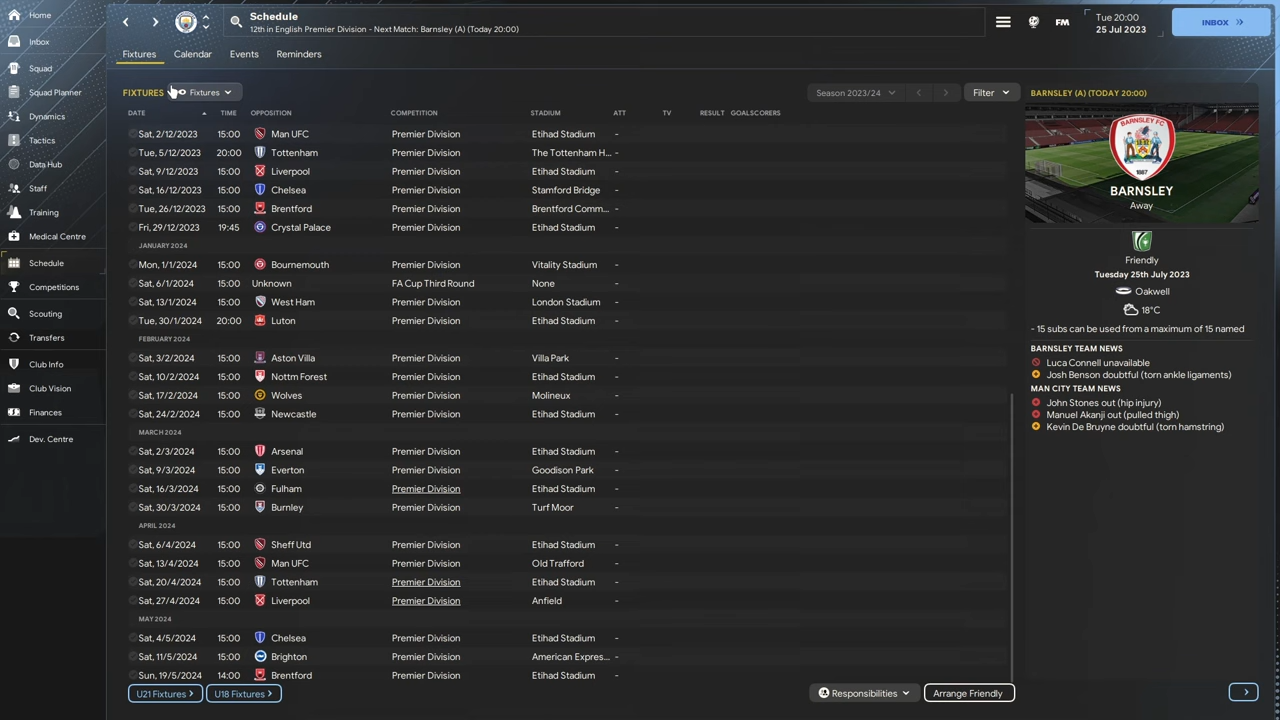 Home
Inbox
Squad
Squad Planner
Dynamics
Tactics
Data Hub
Staff
Training
Medical Centre
Schedule
Competitions
Scouting
Transfers
Club Info
Club Vision
Finances
Dev. Centre
Schedule
12th in English Premier Division - Next Match: Barnsley (A) (Today 20:00)
FM
Tue 20:00
25 Jul 2023
INBOX
Fixtures Calendar Events Reminders
FIXTURES Fixtures Season 2023/24 Filter
DATE TIME OPPOSITION COMPETITION STADIUM ATT TV RESULT GOALSCORERS
Sat, 2/12/2023 15:00 Man UFC Premier Division Etihad Stadium -
Tue, 5/12/2023 20:00 Tottenham Premier Division The Tottenham H... -
Sat, 9/12/2023 15:00 Liverpool Premier Division Etihad Stadium -
Sat, 16/12/2023 15:00 Chelsea Premier Division Stamford Bridge -
Tue, 26/12/2023 15:00 Brentford Premier Division Brentford Comm... -
Fri, 29/12/2023 19:45 Crystal Palace Premier Division Etihad Stadium -
JANUARY 2024
Mon, 1/1/2024 15:00 Bournemouth Premier Division Vitality Stadium -
Sat, 6/1/2024 15:00 Unknown FA Cup Third Round None -
Sat, 13/1/2024 15:00 West Ham Premier Division London Stadium -
Tue, 30/1/2024 20:00 Luton Premier Division Etihad Stadium -
FEBRUARY 2024
Sat, 3/2/2024 15:00 Aston Villa Premier Division Villa Park -
Sat, 10/2/2024 15:00 Nottm Forest Premier Division Etihad Stadium -
Sat, 17/2/2024 15:00 Wolves Premier Division Molineux -
Sat, 24/2/2024 15:00 Newcastle Premier Division Etihad Stadium -
MARCH 2024
Sat, 2/3/2024 15:00 Arsenal Premier Division Etihad Stadium -
Sat, 9/3/2024 15:00 Everton Premier Division Goodison Park -
Sat, 16/3/2024 15:00 Fulham Premier Division Etihad Stadium -
Sat, 30/3/2024 15:00 Burnley Premier Division Turf Moor -
APRIL 2024
Sat, 6/4/2024 15:00 Sheff Utd Premier Division Etihad Stadium -
Sat, 13/4/2024 15:00 Man UFC Premier Division Old Trafford -
Sat, 20/4/2024 15:00 Tottenham Premier Division Etihad Stadium -
Sat, 27/4/2024 15:00 Liverpool Premier Division Anfield -
MAY 2024
Sat, 4/5/2024 15:00 Chelsea Premier Division Etihad Stadium -
Sat, 11/5/2024 15:00 Brighton Premier Division American Expres... -
Sun, 19/5/2024 14:00 Brentford Premier Division Etihad Stadium -
U21 Fixtures U18 Fixtures Responsibilities Arrange Friendly
BARNSLEY (A) (TODAY 20:00)
BARNSLEY FC
1887
BARNSLEY
Away
Friendly
Tuesday 25th July 2023
Oakwell
18°C
- 15 subs can be used from a maximum of 15 named
BARNSLEY TEAM NEWS
Luca Connell unavailable
Josh Benson doubtful (torn ankle ligaments)
MAN CITY TEAM NEWS
John Stones out (hip injury)
Manuel Akanji out (pulled thigh)
Kevin De Bruyne doubtful (torn hamstring)